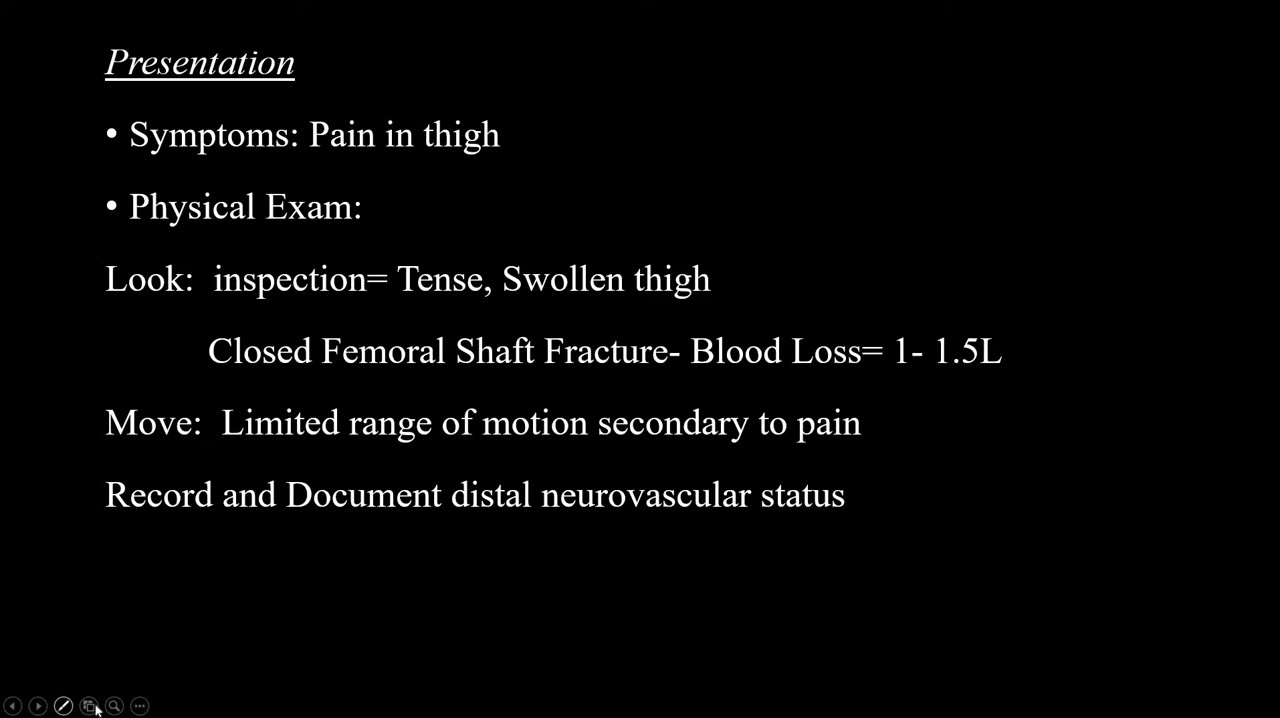 Presentation
• Symptoms: Pain in thigh
• Physical Exam:
Look: inspection= Tense, Swollen thigh
Closed Femoral Shaft Fracture- Blood Loss= 1- 1.5L
Move: Limited range of motion secondary to pain
Record and Document distal neurovascular status